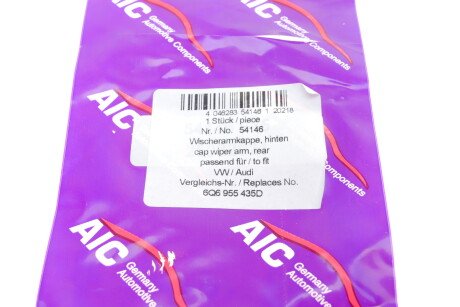 AIC
Germany
Automotive Components
4 046283 54146 1 20218
1 Stück / piece
Nr. / No. 54146
Wischerarmkappe, hinten
cap wiper arm, rear
passend für / to fit
VW / Audi
Vergleichs-Nr. / Replaces No.
6Q6 955 435D
AIC
Components
AIC
Germany
Automotive
AIC
Germany
Automotive Comp